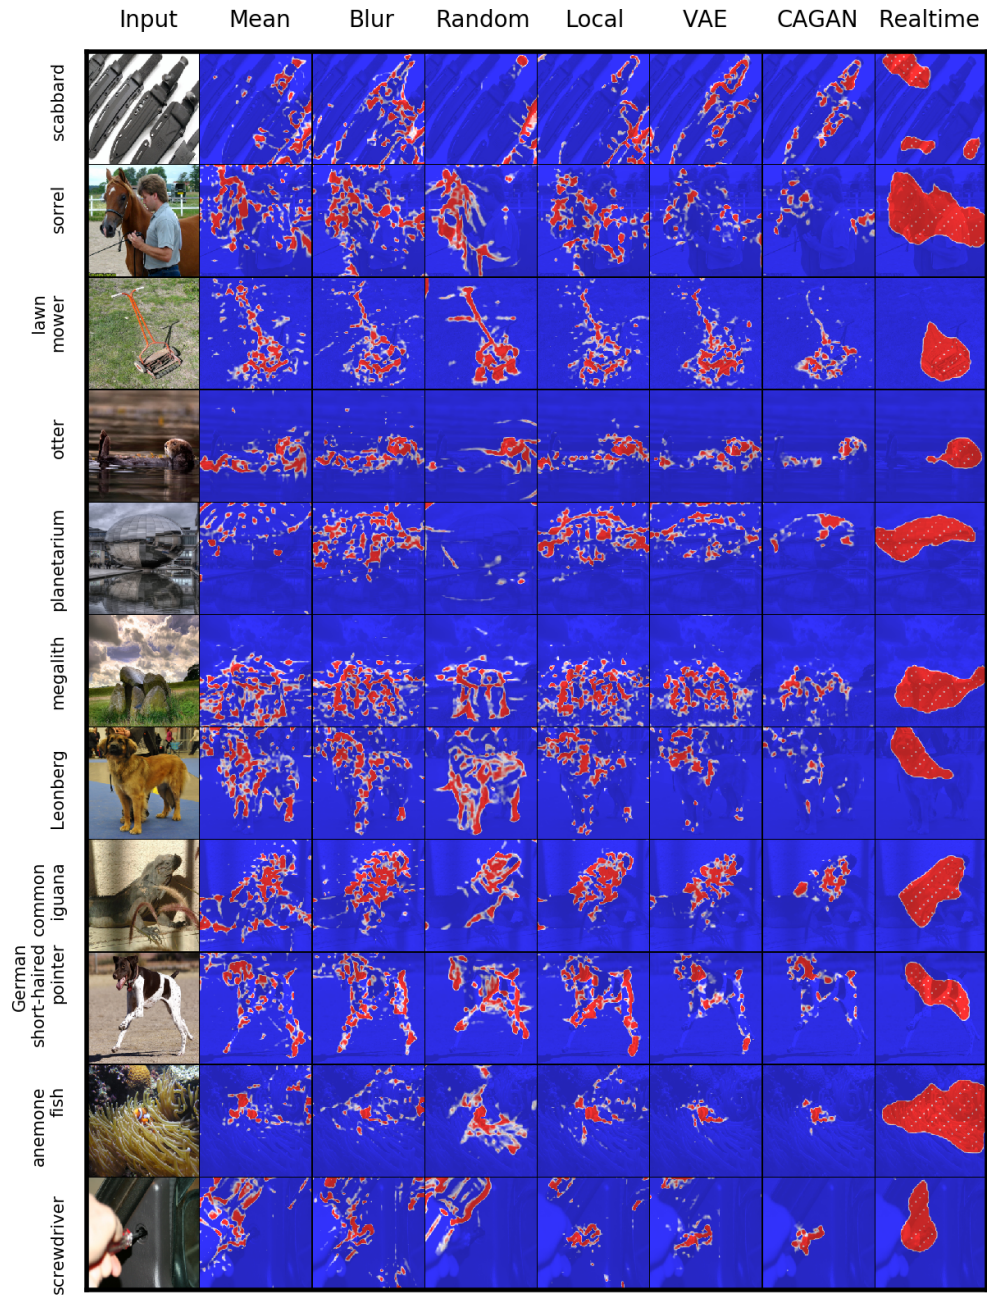 Input Mean Blur Random Local VAE CAGAN Realtime
scabbard
sorrel
lawn
mower
otter
planetarium
megalith
Leonberg
common
iguana
German
short-haired
pointer
anemone
fish
screwdriver